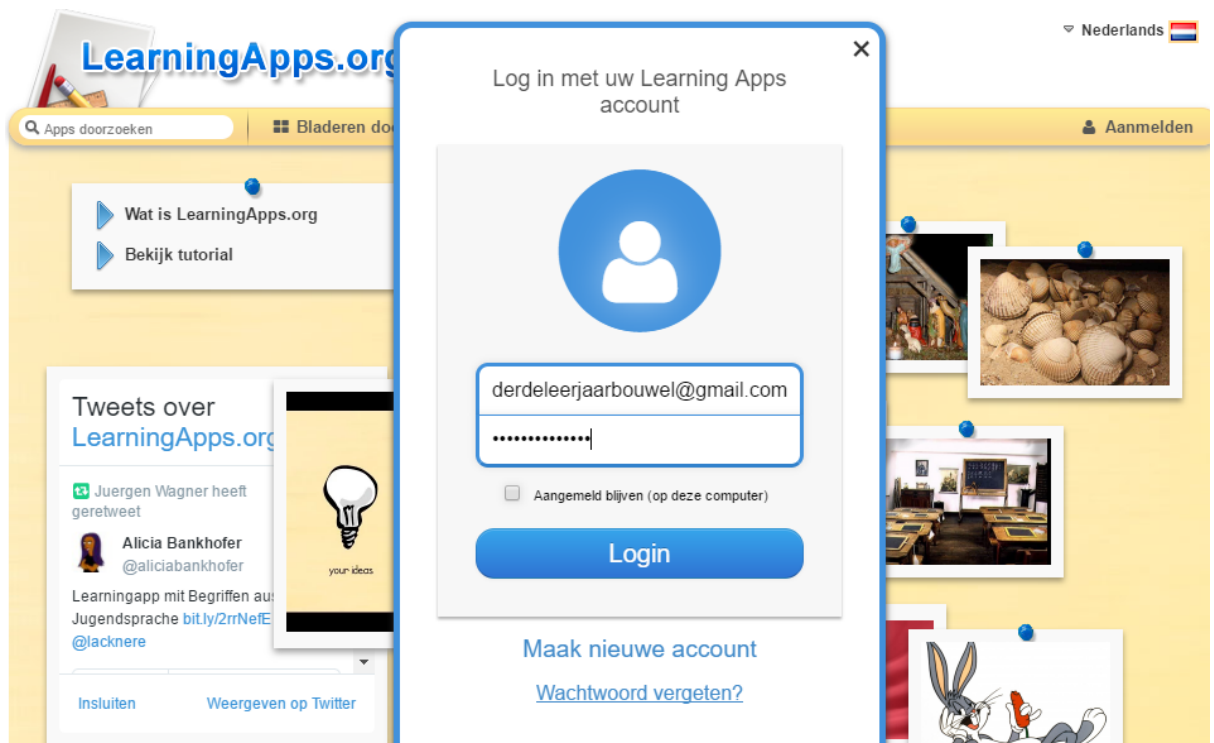 LearningApps.org
Nederlands
Apps doorzoeken
Bladeren doo
Aanmelden
Wat is LearningApps.org
Bekijk tutorial
Tweets over
LearningApps.org
Juergen Wagner heeft
geretweet
Alicia Bankhofer
@aliciabankhofer
Learningapp mit Begriffen aus
Jugendsprache bit.ly/2rrNefE
@lacknere
Insluiten
Weergeven op Twitter
your ideas
Log in met uw Learning Apps
account
derdeleerjaarbouwel@gmail.com
••••••••••••••
Aangemeld blijven (op deze computer)
Login
Maak nieuwe account
Wachtwoord vergeten?